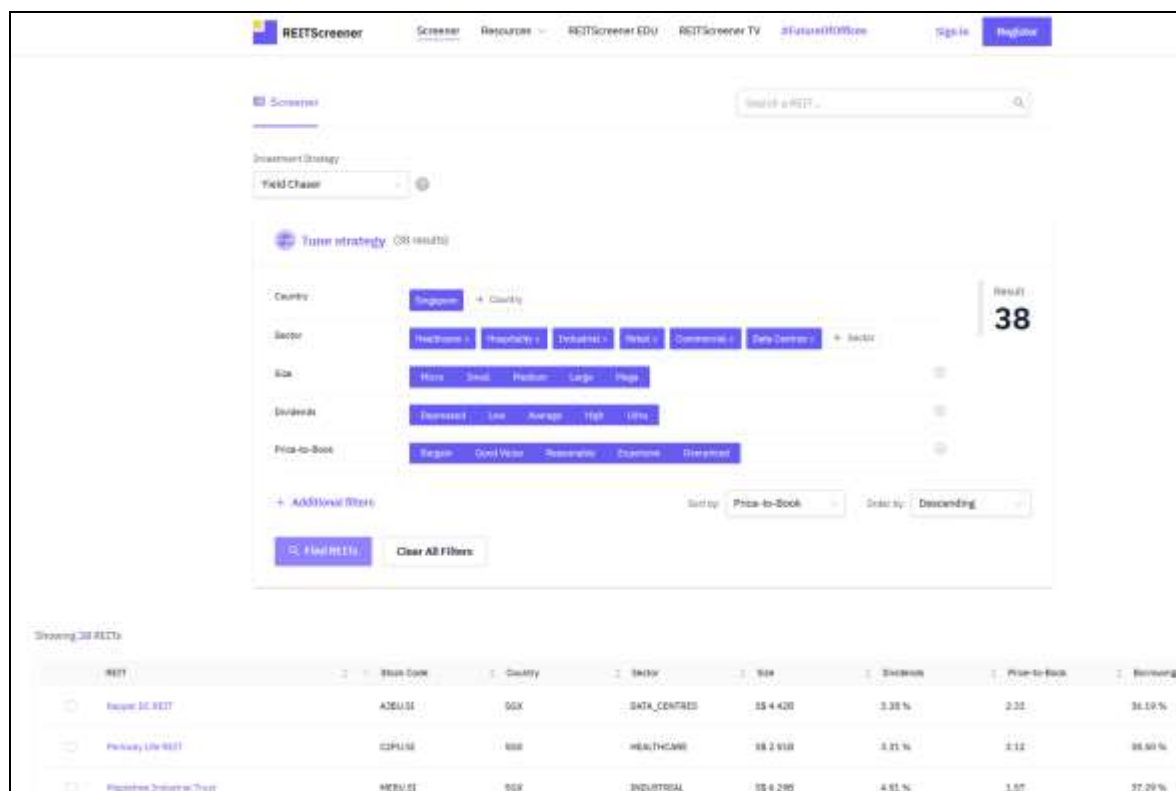 REITScreener Screener Resources REITScreener EDU REITScreener TV #FutureOfOffices Sign in Register
Screener Search a REIT...
Investment Strategy
Yield Chaser
Tune strategy (38 results)
Country Singapore + Country Result
38
Sector Healthcare Hospitality Industrial Retail Commercial Data Centres + Sector
Size Micro Small Medium Large Mega
Dividends Depressed Low Average High Ultra
Price-to-Book Bargain Good Value Reasonable Expensive Overpriced
+ Additional filters Sort by: Price-to-Book Order by: Descending
Find REITs Clear All Filters
Showing 38 REITs
REIT Stock Code Country Sector Size Dividends Price-to-Book Borrowing
Keppel DC REIT AJBU.SI SGX DATA_CENTRES S$ 4 420
Parkway Life REIT C2PU.SI SGX HEALTHCARE
Mapletree Industrial Trust ME8U.SI SGX INDUSTRIAL